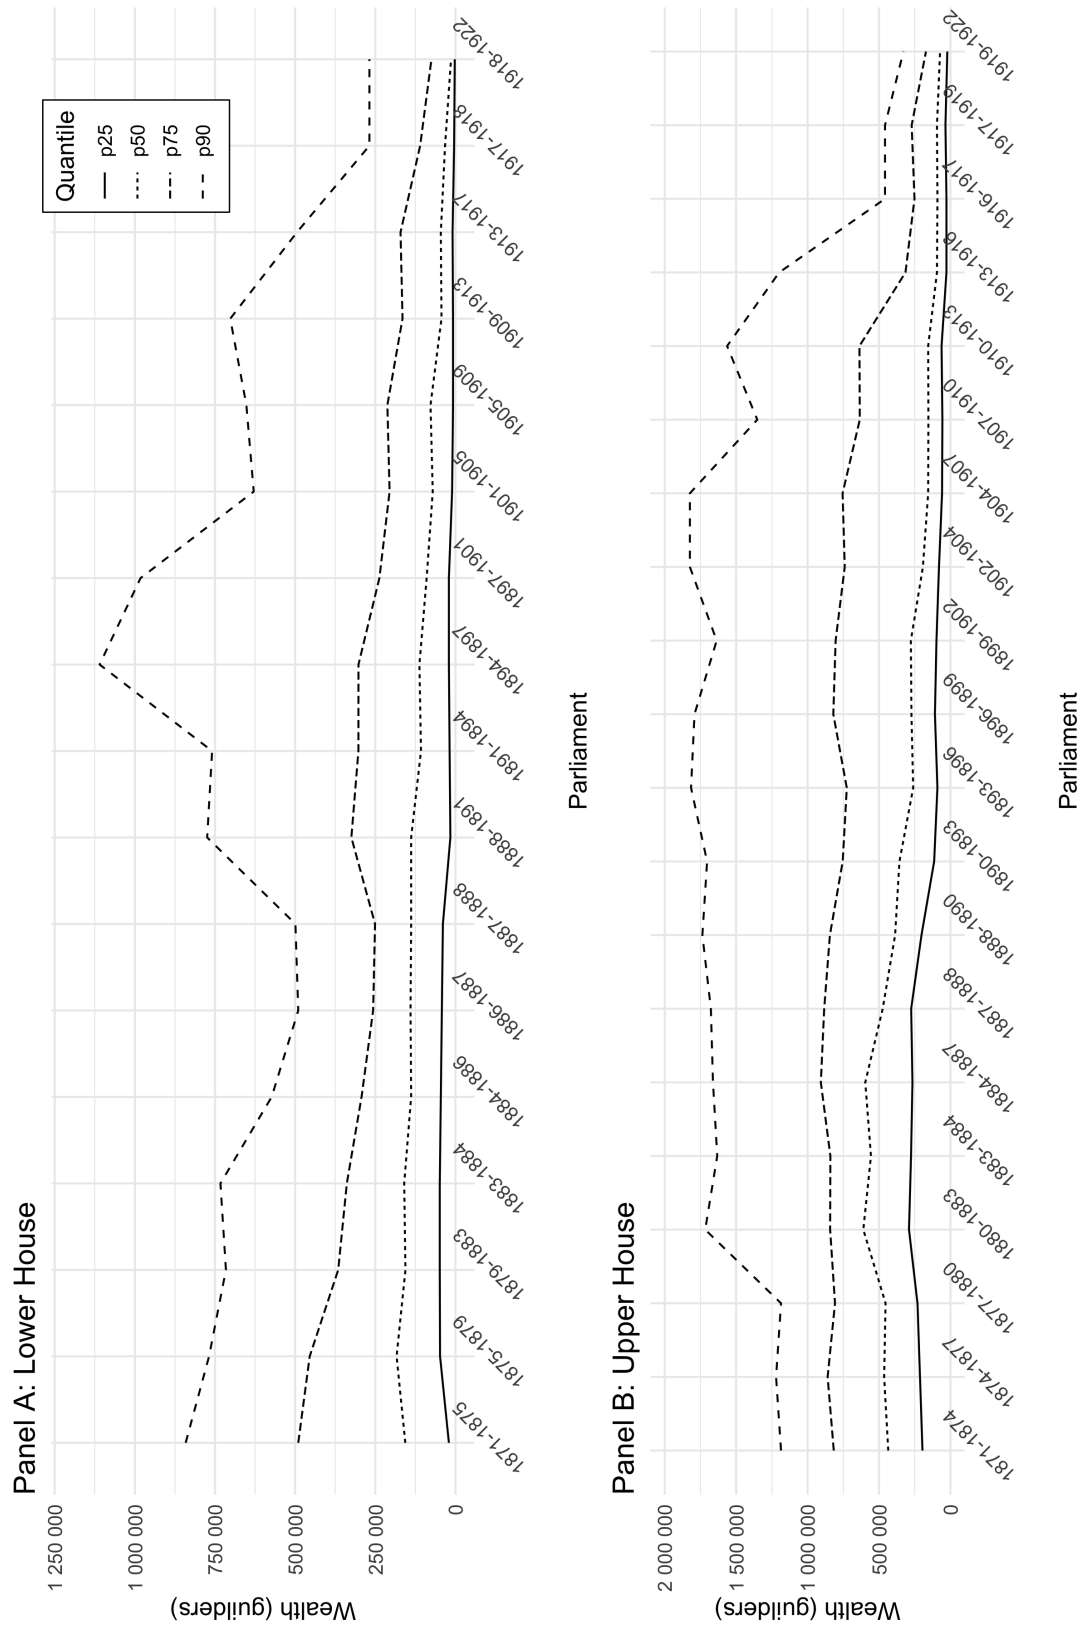 Panel A: Lower House
Wealth (guilders)
1 250 000
1 000 000
750 000
500 000
250 000
0
Quantile
p25
p50
p75
p90
1871-1875
1875-1879
1879-1883
1883-1884
1884-1886
1886-1887
1887-1888
1888-1891
1891-1894
1894-1897
1897-1901
1901-1905
1905-1909
1909-1913
1913-1917
1917-1918
1918-1922
Parliament
Panel B: Upper House
Wealth (guilders)
2 000 000
1 500 000
1 000 000
500 000
0
1871-1874
1874-1877
1877-1880
1880-1883
1883-1884
1884-1887
1887-1888
1888-1890
1890-1893
1893-1896
1896-1899
1899-1902
1902-1904
1904-1907
1907-1910
1910-1913
1913-1916
1916-1917
1917-1919
1919-1922
Parliament